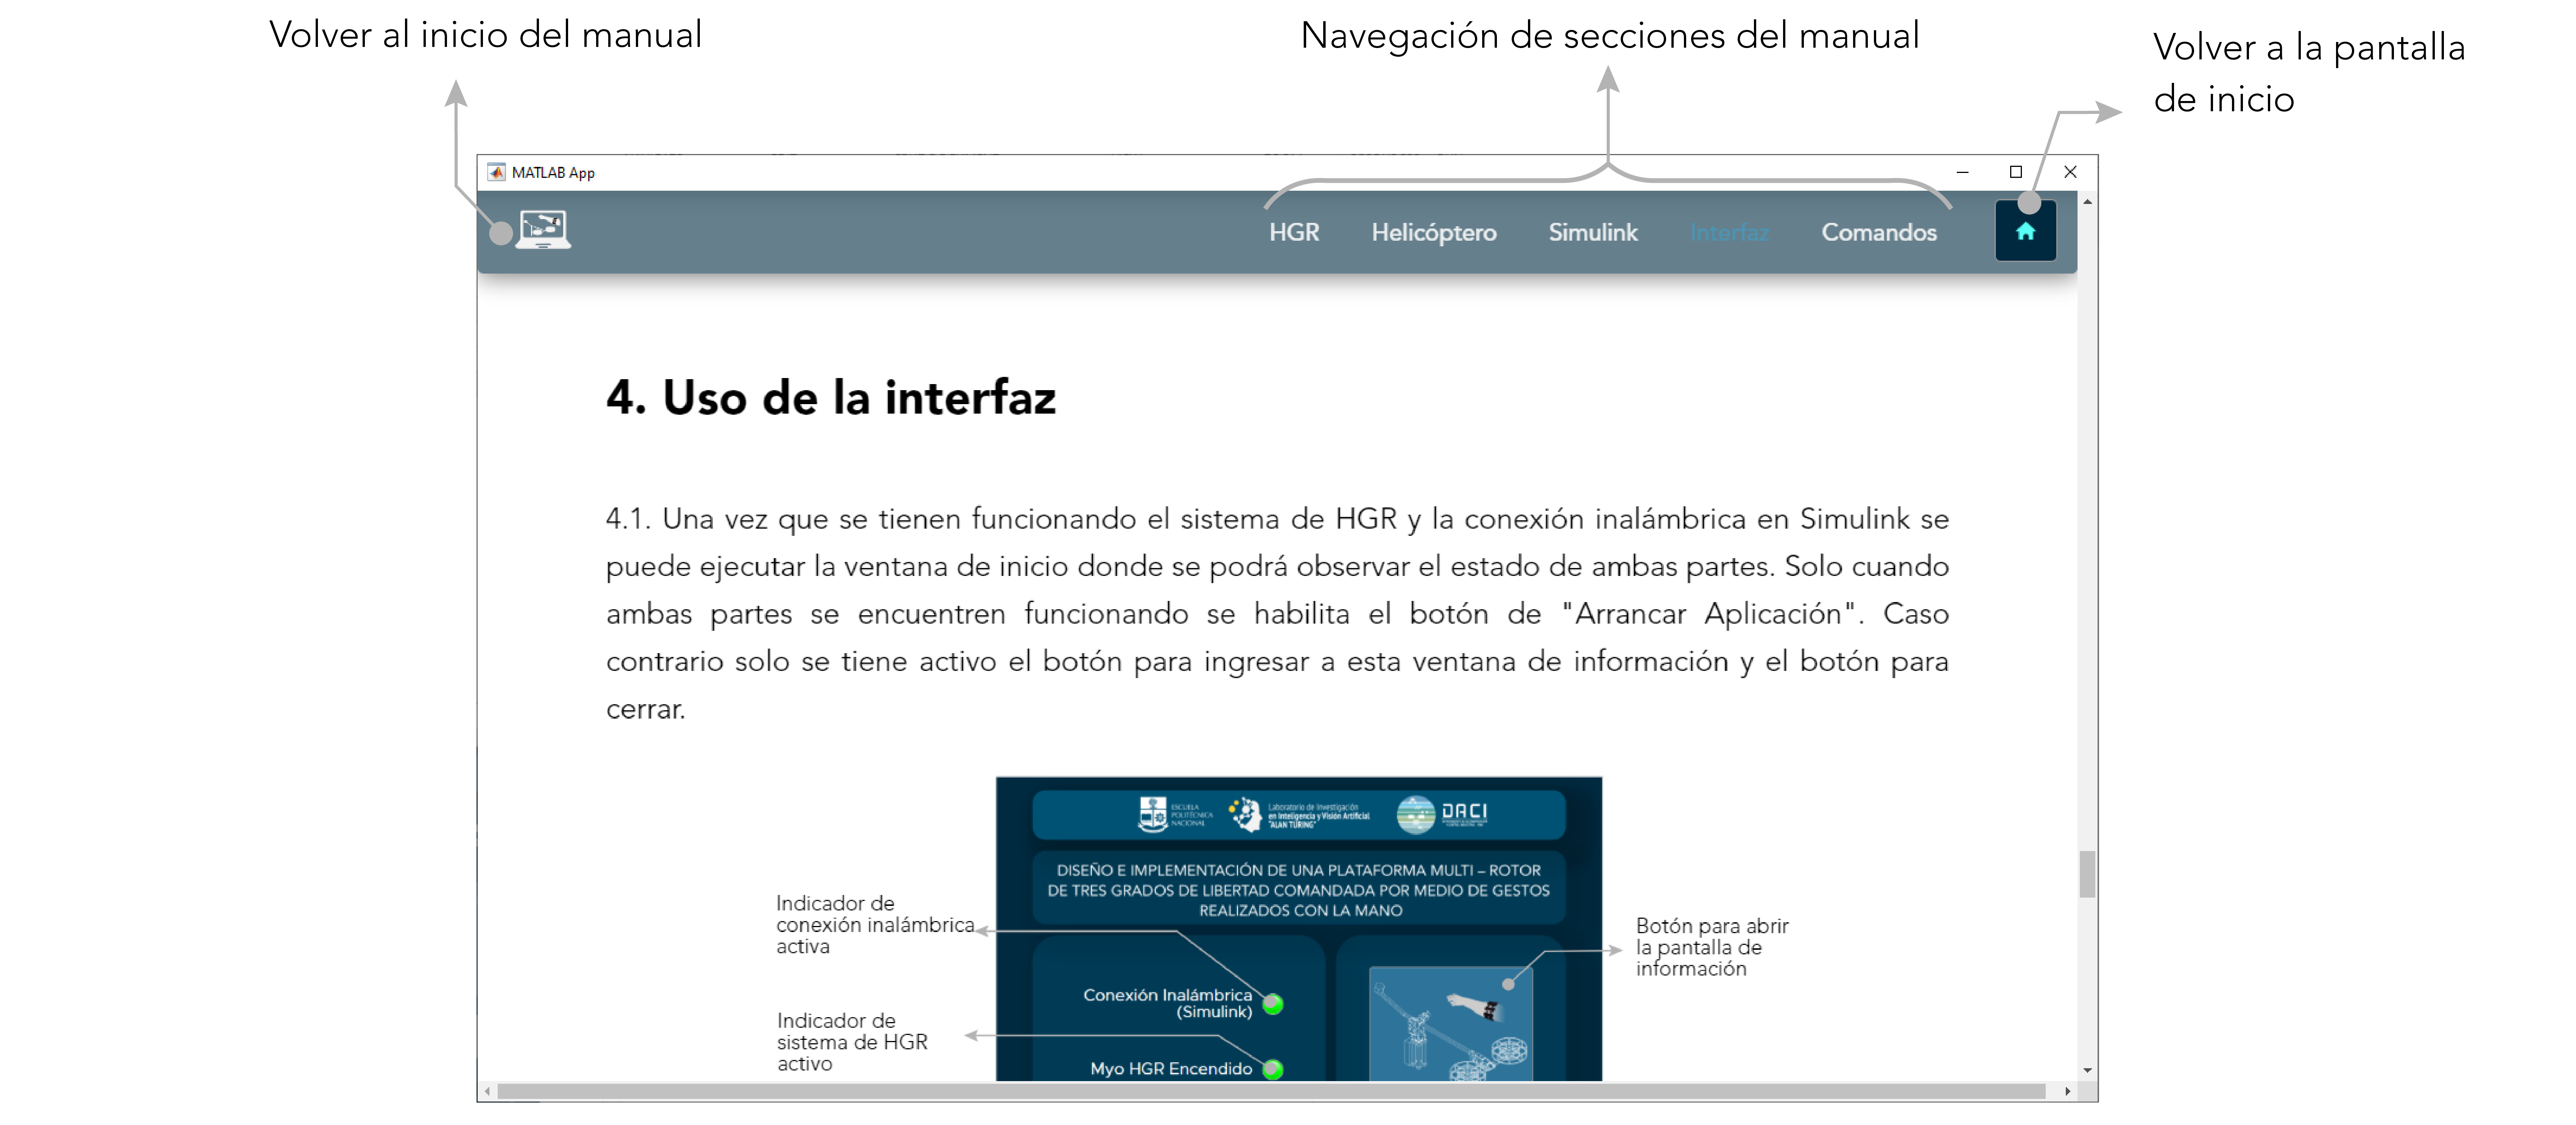 Volver al inicio del manual
Navegación de secciones del manual
Volver a la pantalla
de inicio
MATLAB App
HGR
Helicóptero
Simulink
Interfaz
Comandos
4. Uso de la interfaz
4.1. Una vez que se tienen funcionando el sistema de HGR y la conexión inalámbrica en Simulink se
puede ejecutar la ventana de inicio donde se podrá observar el estado de ambas partes. Solo cuando
ambas partes se encuentren funcionando se habilita el botón de "Arrancar Aplicación". Caso
contrario solo se tiene activo el botón para ingresar a esta ventana de información y el botón para
cerrar.
ESCUELA
POLITÉCNICA
NACIONAL
Laboratorio de Investigación
en Inteligencia y Visión Artificial
"ALAN TURING"
DACI
DISEÑO E IMPLEMENTACIÓN DE UNA PLATAFORMA MULTI – ROTOR
DE TRES GRADOS DE LIBERTAD COMANDADA POR MEDIO DE GESTOS
REALIZADOS CON LA MANO
Indicador de
conexión inalámbrica
activa
Botón para abrir
la pantalla de
información
Conexión Inalámbrica
(Simulink)
Indicador de
sistema de HGR
activo
Myo HGR Encendido